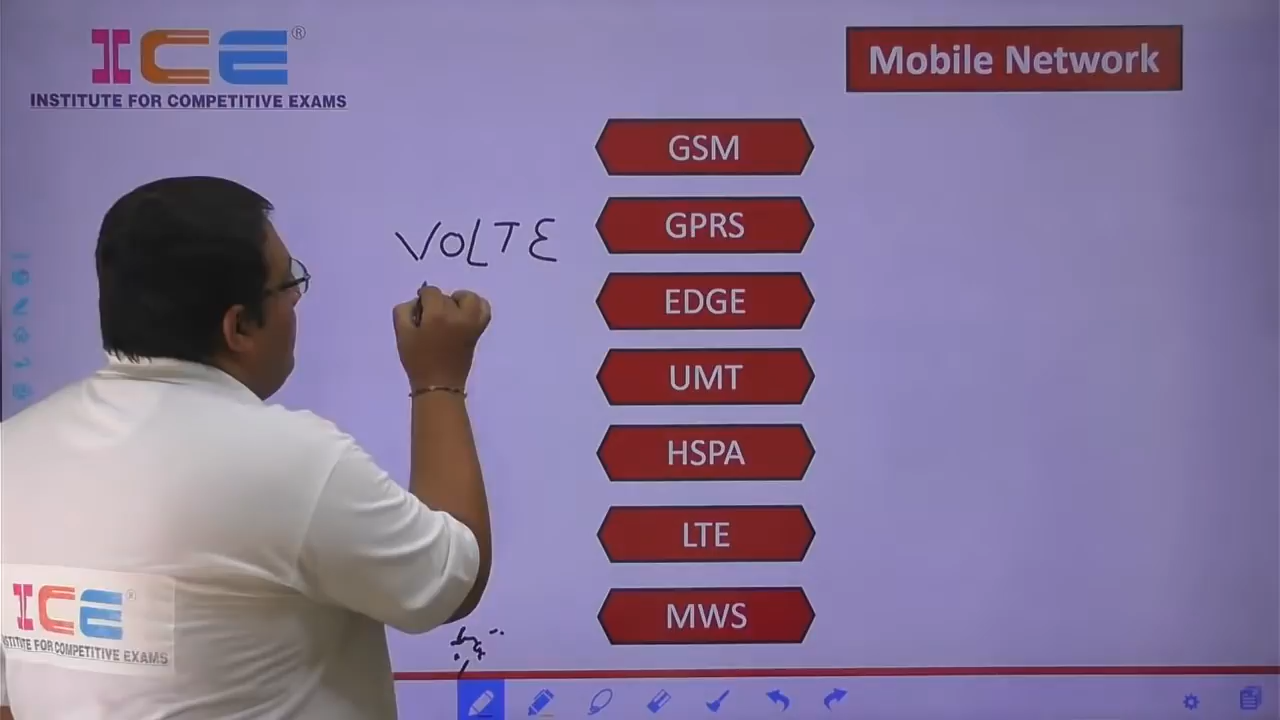 ICE®
INSTITUTE FOR COMPETITIVE EXAMS
Mobile Network
GSM
GPRS
VOLTE
EDGE
UMT
HSPA
LTE
MWS
ICE®
INSTITUTE FOR COMPETITIVE EXAMS